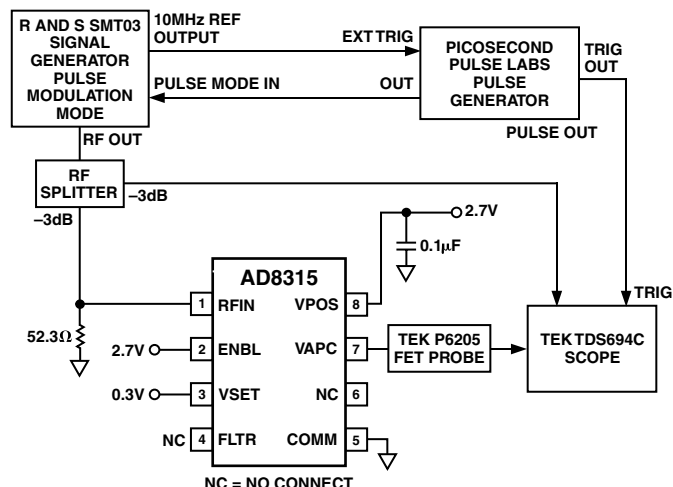 R AND S SMT03
SIGNAL
GENERATOR
PULSE
MODULATION
MODE
10MHz REF
OUTPUT
EXT TRIG
PICOSECOND
PULSE LABS
PULSE
GENERATOR
TRIG
OUT
PULSE MODE IN
OUT
PULSE OUT
RF OUT
RF
SPLITTER
–3dB
–3dB
2.7V
0.1µF
AD8315
1
RFIN
VPOS
8
52.3Ω
2.7V
2
ENBL
VAPC
7
TEK P6205
FET PROBE
TRIG
TEK TDS694C
SCOPE
0.3V
3
VSET
NC
6
NC
4
FLTR
COMM
5
NC = NO CONNECT